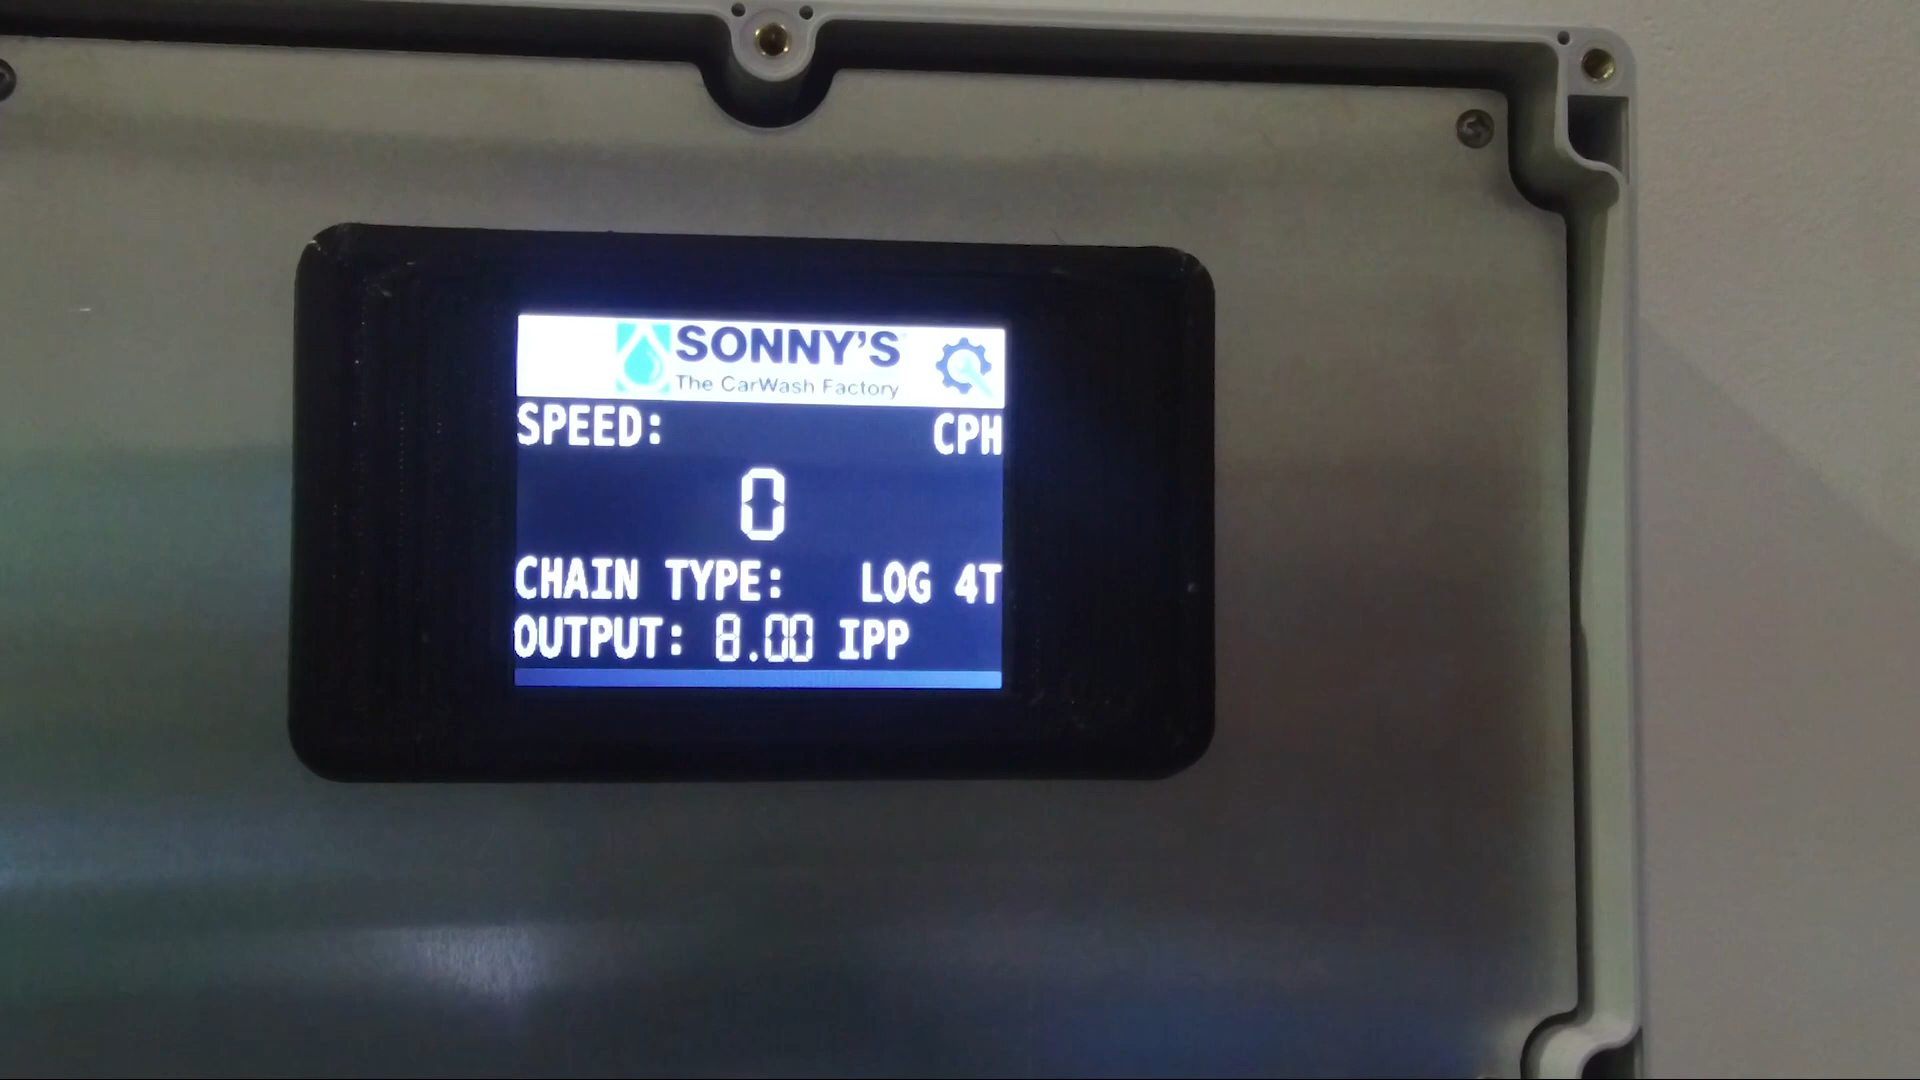 SONNY'S
The CarWash Factory
SPEED: CPH
0
CHAIN TYPE: LOG 4T
OUTPUT: 8.00 IPP